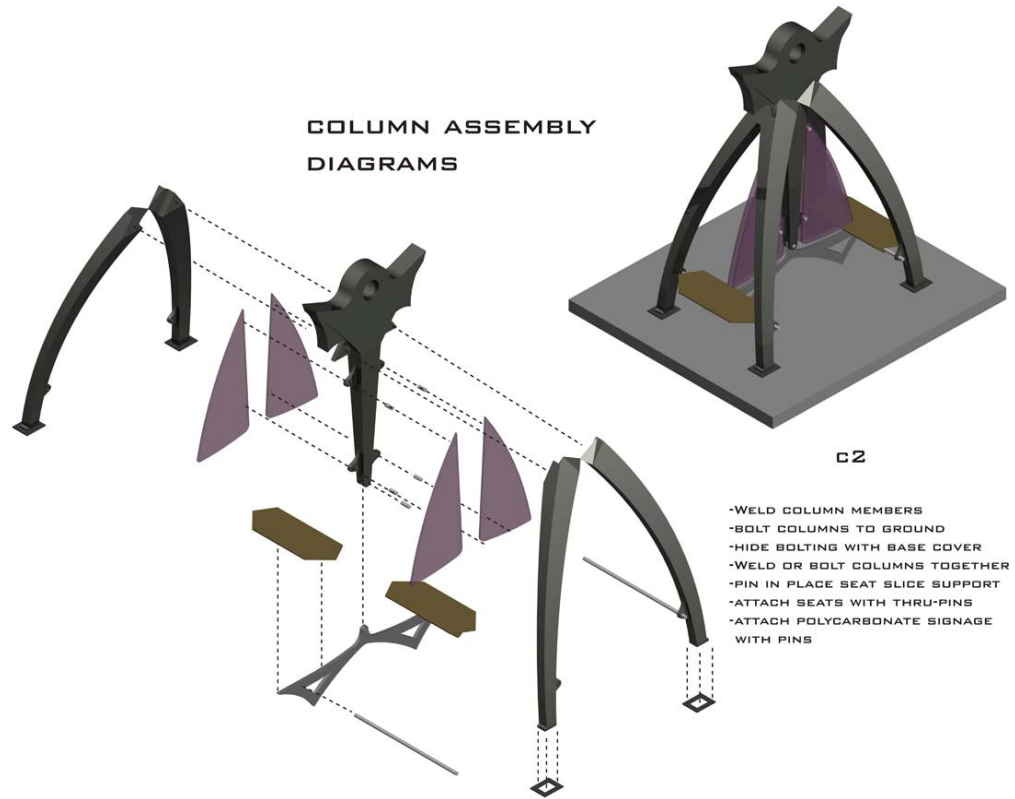 COLUMN ASSEMBLY
DIAGRAMS
C2
-WELD COLUMN MEMBERS
-BOLT COLUMNS TO GROUND
-HIDE BOLTING WITH BASE COVER
-WELD OR BOLT COLUMNS TOGETHER
-PIN IN PLACE SEAT SLICE SUPPORT
-ATTACH SEATS WITH THRU-PINS
-ATTACH POLYCARBONATE SIGNAGE
WITH PINS